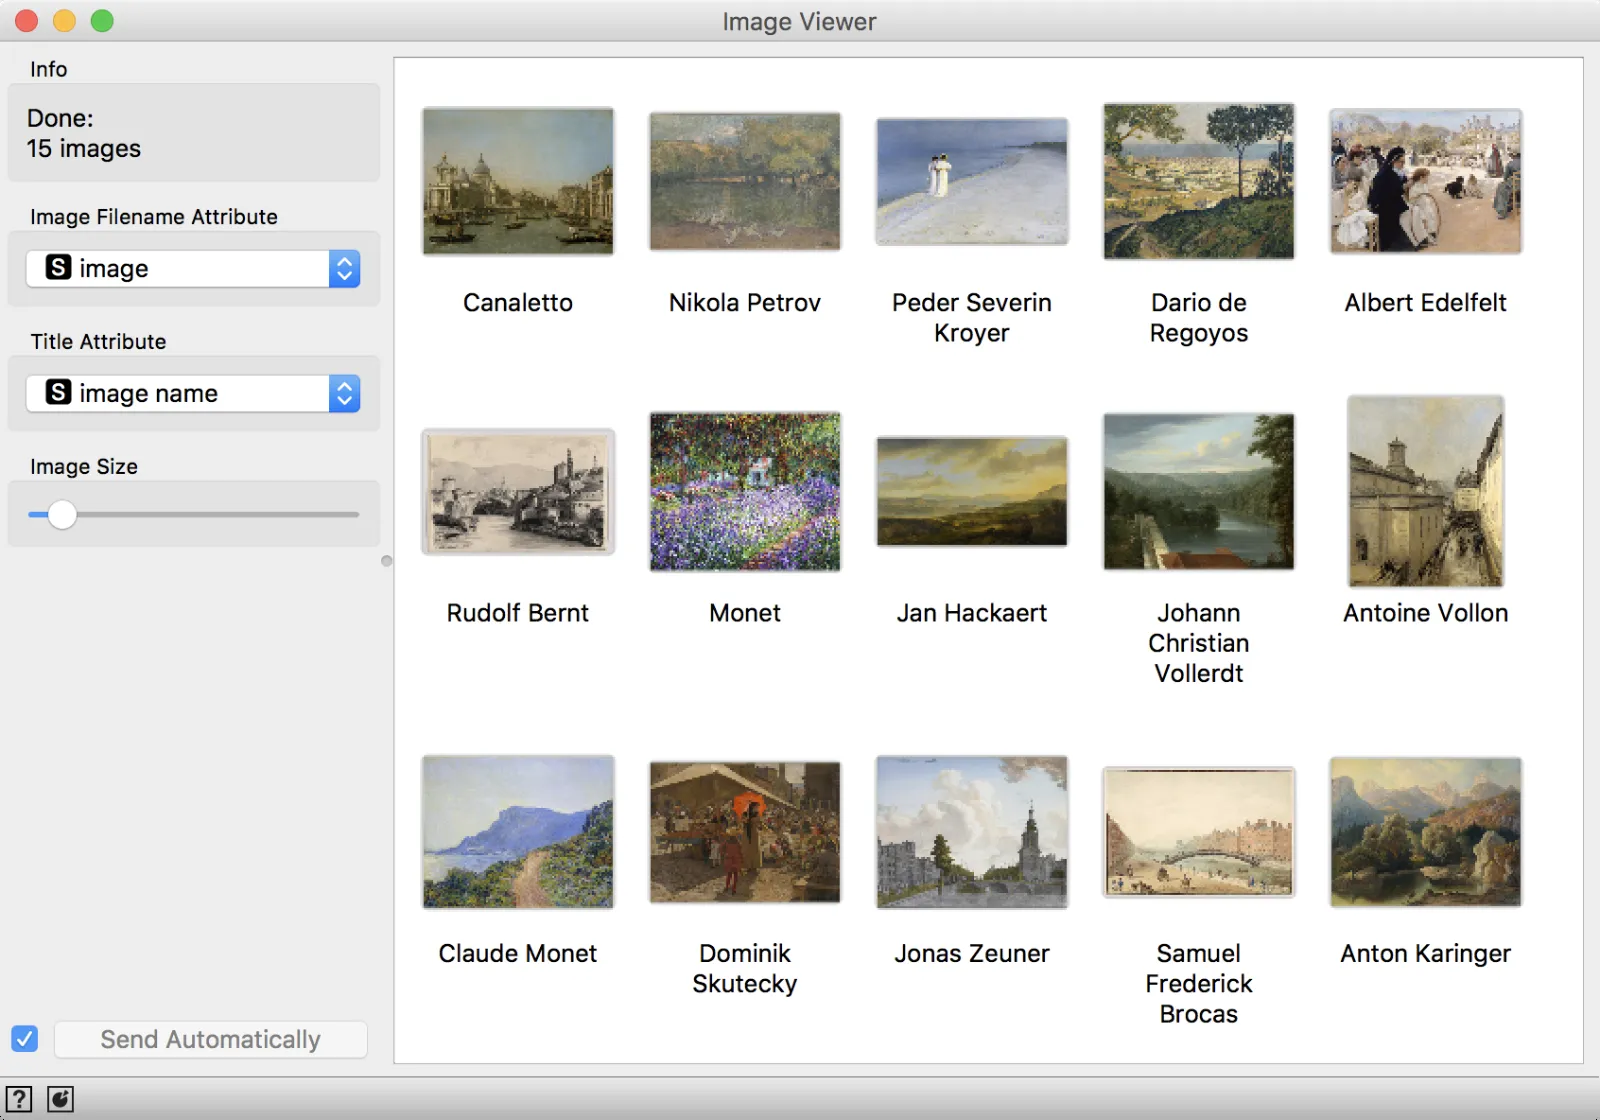 Image Viewer
Info
Done:
15 images
Image Filename Attribute
S image
Title Attribute
S image name
Image Size
Send Automatically
?
Canaletto
Nikola Petrov
Peder Severin
Kroyer
Dario de
Regoyos
Albert Edelfelt
Rudolf Bernt
Monet
Jan Hackaert
Johann
Christian
Vollerdt
Antoine Vollon
Claude Monet
Dominik
Skutecky
Jonas Zeuner
Samuel
Frederick
Brocas
Anton Karinger